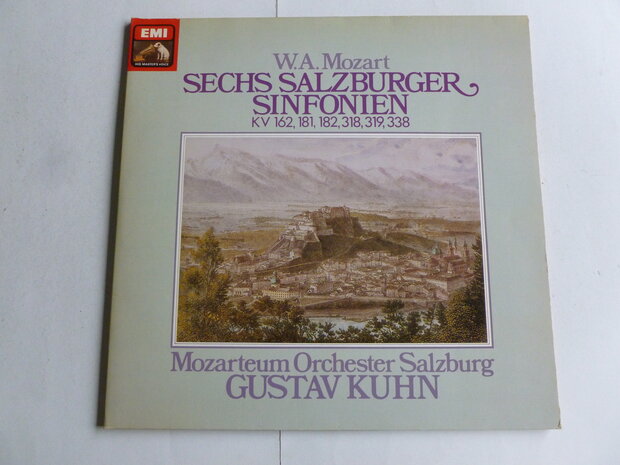 EMI
HIS MASTER'S VOICE
W.A. Mozart
SECHS SALZBURGER
SINFONIEN
KV 162, 181, 182, 318, 319, 338
Mozarteum Orchester Salzburg
GUSTAV KUHN